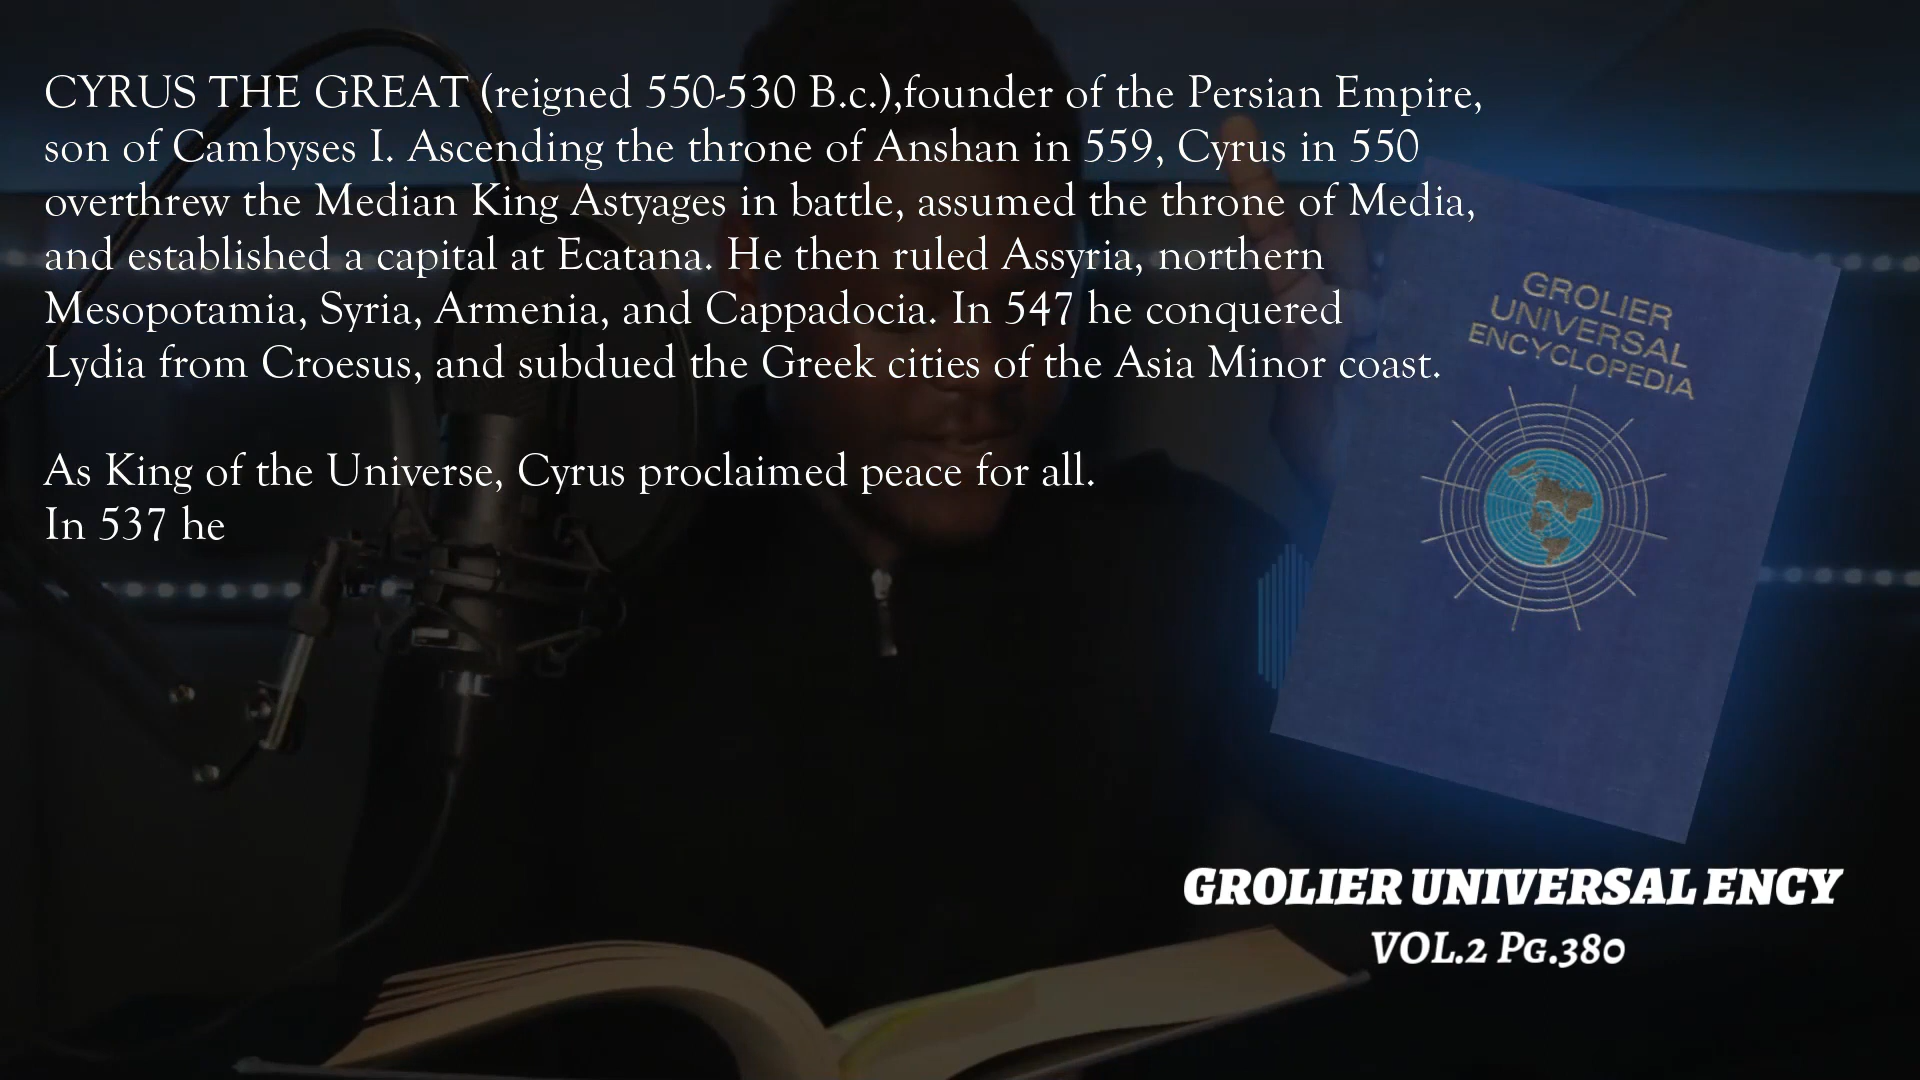 CYRUS THE GREAT (reigned 550-530 B.c.),founder of the Persian Empire,
son of Cambyses I. Ascending the throne of Anshan in 559, Cyrus in 550
overthrew the Median King Astyages in battle, assumed the throne of Media,
and established a capital at Ecatana. He then ruled Assyria, northern
Mesopotamia, Syria, Armenia, and Cappadocia. In 547 he conquered
Lydia from Croesus, and subdued the Greek cities of the Asia Minor coast.
As King of the Universe, Cyrus proclaimed peace for all.
In 537 he
GROLIER
UNIVERSAL
ENCYCLOPEDIA
GROLIER UNIVERSAL ENCY
VOL.2 PG.380